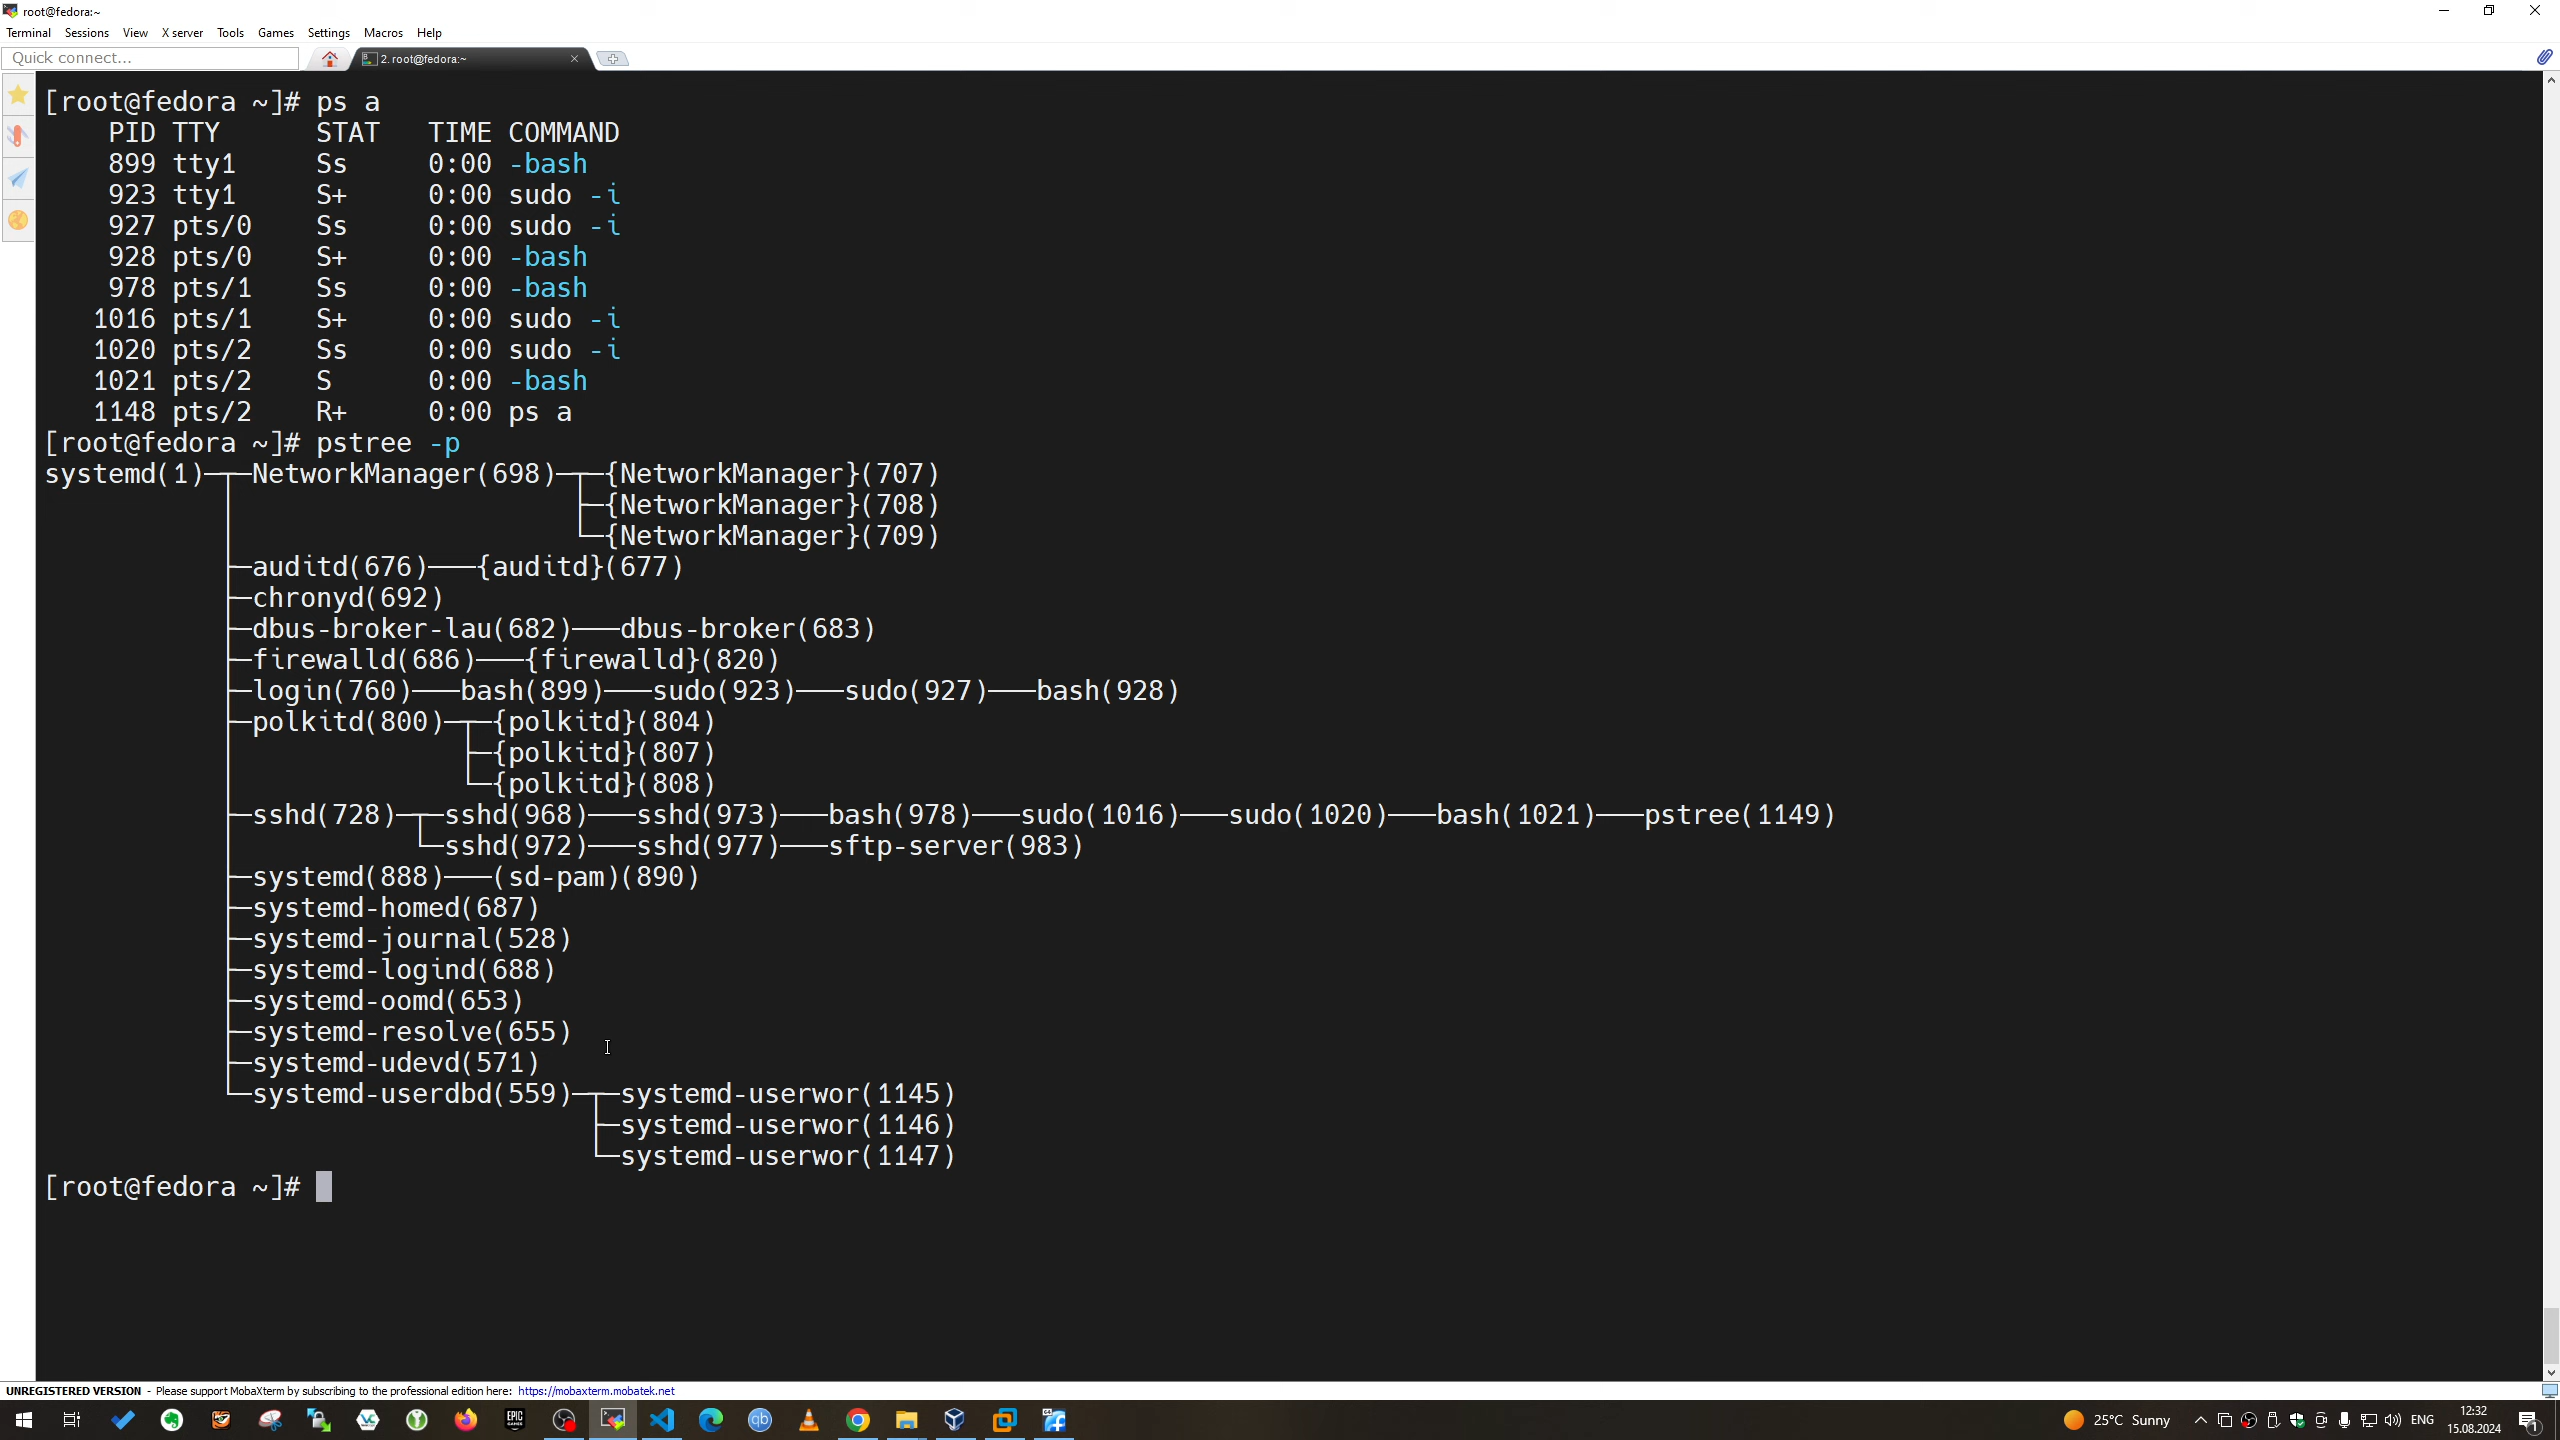 root@fedora:~
Terminal Sessions View X server Tools Games Settings Macros Help
Quick connect...
2. root@fedora:~
[root@fedora ~]# ps a
    PID TTY      STAT   TIME COMMAND
    899 tty1     Ss     0:00 -bash
    923 tty1     S+     0:00 sudo -i
    927 pts/0    Ss     0:00 sudo -i
    928 pts/0    S+     0:00 -bash
    978 pts/1    Ss     0:00 -bash
   1016 pts/1    S+     0:00 sudo -i
   1020 pts/2    Ss     0:00 sudo -i
   1021 pts/2    S      0:00 -bash
   1148 pts/2    R+     0:00 ps a
[root@fedora ~]# pstree -p
systemd(1)─┬─NetworkManager(698)─┬─{NetworkManager}(707)
           │                     ├─{NetworkManager}(708)
           │                     └─{NetworkManager}(709)
           ├─auditd(676)───{auditd}(677)
           ├─chronyd(692)
           ├─dbus-broker-lau(682)───dbus-broker(683)
           ├─firewalld(686)───{firewalld}(820)
           ├─login(760)───bash(899)───sudo(923)───sudo(927)───bash(928)
           ├─polkitd(800)─┬─{polkitd}(804)
           │              ├─{polkitd}(807)
           │              └─{polkitd}(808)
           ├─sshd(728)─┬─sshd(968)───sshd(973)───bash(978)───sudo(1016)───sudo(1020)───bash(1021)───pstree(1149)
           │           └─sshd(972)───sshd(977)───sftp-server(983)
           ├─systemd(888)───(sd-pam)(890)
           ├─systemd-homed(687)
           ├─systemd-journal(528)
           ├─systemd-logind(688)
           ├─systemd-oomd(653)
           ├─systemd-resolve(655)
           ├─systemd-udevd(571)
           └─systemd-userdbd(559)─┬─systemd-userwor(1145)
                                  ├─systemd-userwor(1146)
                                  └─systemd-userwor(1147)
[root@fedora ~]#
UNREGISTERED VERSION - Please support MobaXterm by subscribing to the professional edition here: https://mobaxterm.mobatek.net
EPIC GAMES
qb
25°C Sunny
ENG
12:32
15.08.2024
1